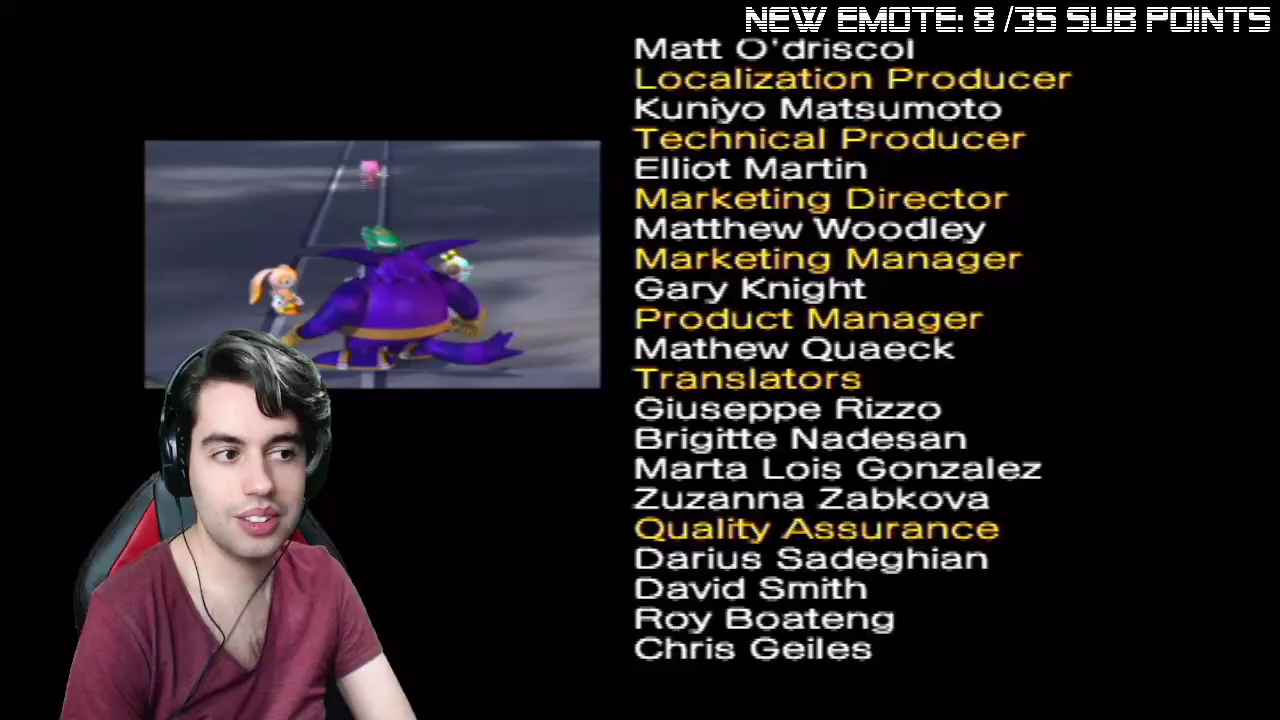 NEW EMOTE: 8 /35 SUB POINTS
Matt O'driscol
Localization Producer
Kuniyo Matsumoto
Technical Producer
Elliot Martin
Marketing Director
Matthew Woodley
Marketing Manager
Gary Knight
Product Manager
Mathew Quaeck
Translators
Giuseppe Rizzo
Brigitte Nadesan
Marta Lois Gonzalez
Zuzanna Zabkova
Quality Assurance
Darius Sadeghian
David Smith
Roy Boateng
Chris Geiles